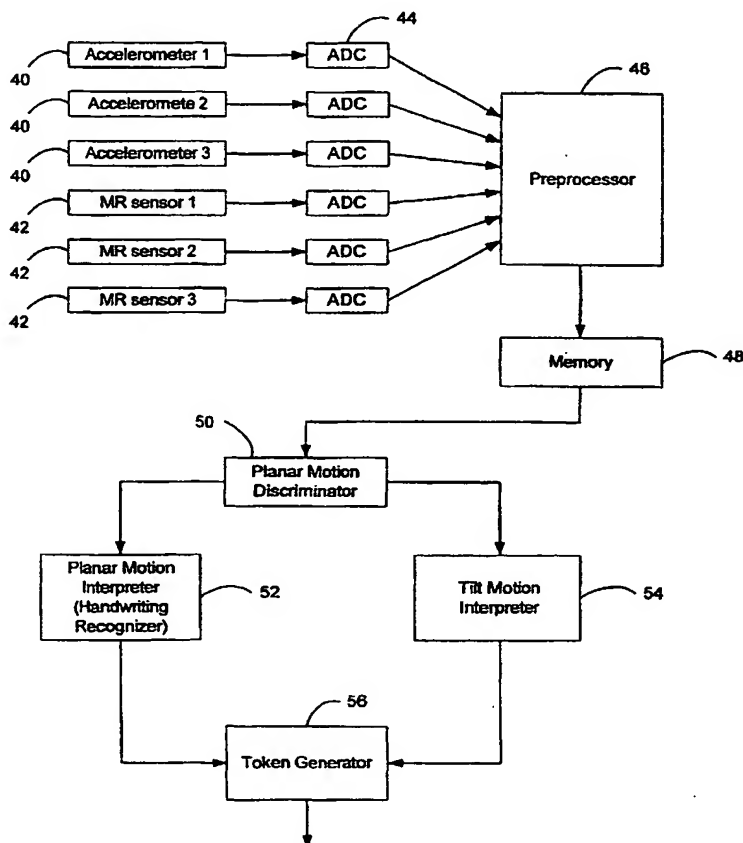 44
Accelerometer 1
ADC
40
46
Acceleromete 2
ADC
40
Accelerometer 3
ADC
Preprocessor
40
MR sensor 1
ADC
42
MR sensor 2
ADC
42
MR sensor 3
ADC
42
Memory
48
50
Planar Motion
Discriminator
Planar Motion
Interpreter
(Handwriting
Recognizer)
52
Tilt Motion
Interpreter
54
56
Token Generator